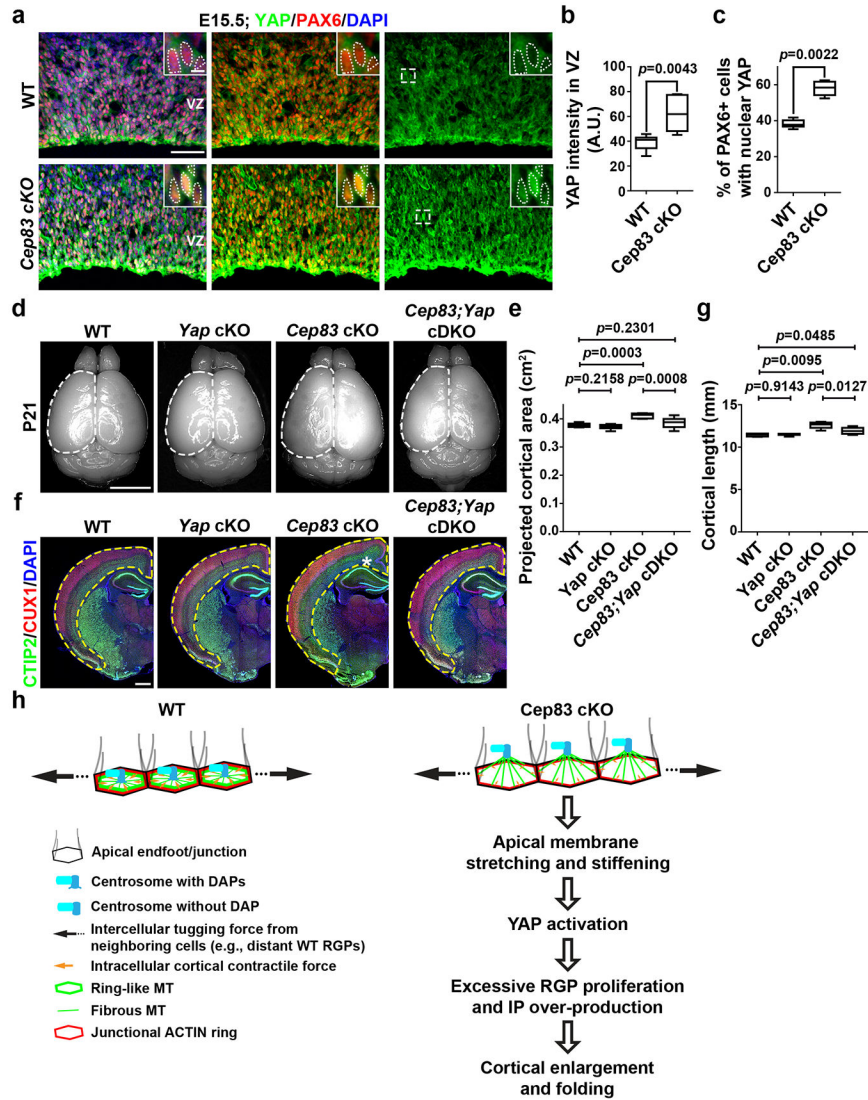 a
E15.5; YAP/PAX6/DAPI
WT
VZ
Cep83 cKO
VZ
b
p=0.0043
YAP intensity in VZ
(A.U.)
100
80
60
40
20
0
WT
Cep83 cKO
c
p=0.0022
% of PAX6+ cells
with nuclear YAP
60
40
20
0
WT
Cep83 cKO
d
WT
Yap cKO
Cep83 cKO
Cep83;Yap
cDKO
P21
e
p=0.2301
p=0.0003
p=0.2158
p=0.0008
Projected cortical area (cm2)
0.4
0.3
0.2
0.1
0.0
WT
Yap cKO
Cep83 cKO
Cep83;Yap cDKO
g
p=0.0485
p=0.0095
p=0.9143
p=0.0127
Cortical length (mm)
15
10
5
0
WT
Yap cKO
Cep83 cKO
Cep83;Yap cDKO
f
WT
Yap cKO
Cep83 cKO
Cep83;Yap
cDKO
CTIP2/CUX1/DAPI
*
h
WT
Cep83 cKO
Apical endfoot/junction
Centrosome with DAPs
Centrosome without DAP
Intercellular tugging force from
neighboring cells (e.g., distant WT RGPs)
Intracellular cortical contractile force
Ring-like MT
Fibrous MT
Junctional ACTIN ring
Apical membrane
stretching and stiffening
YAP activation
Excessive RGP proliferation
and IP over-production
Cortical enlargement
and folding